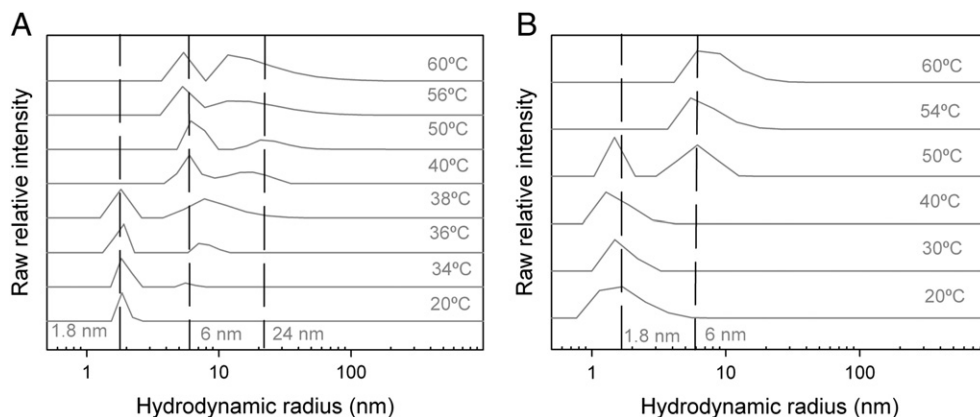 A
B
Raw relative intensity
60ºC
56ºC
50ºC
40ºC
38ºC
36ºC
34ºC
20ºC
1.8 nm
6 nm
24 nm
1
10
100
Hydrodynamic radius (nm)
Raw relative intensity
60ºC
54ºC
50ºC
40ºC
30ºC
20ºC
1.8 nm
6 nm
1
10
100
Hydrodynamic radius (nm)